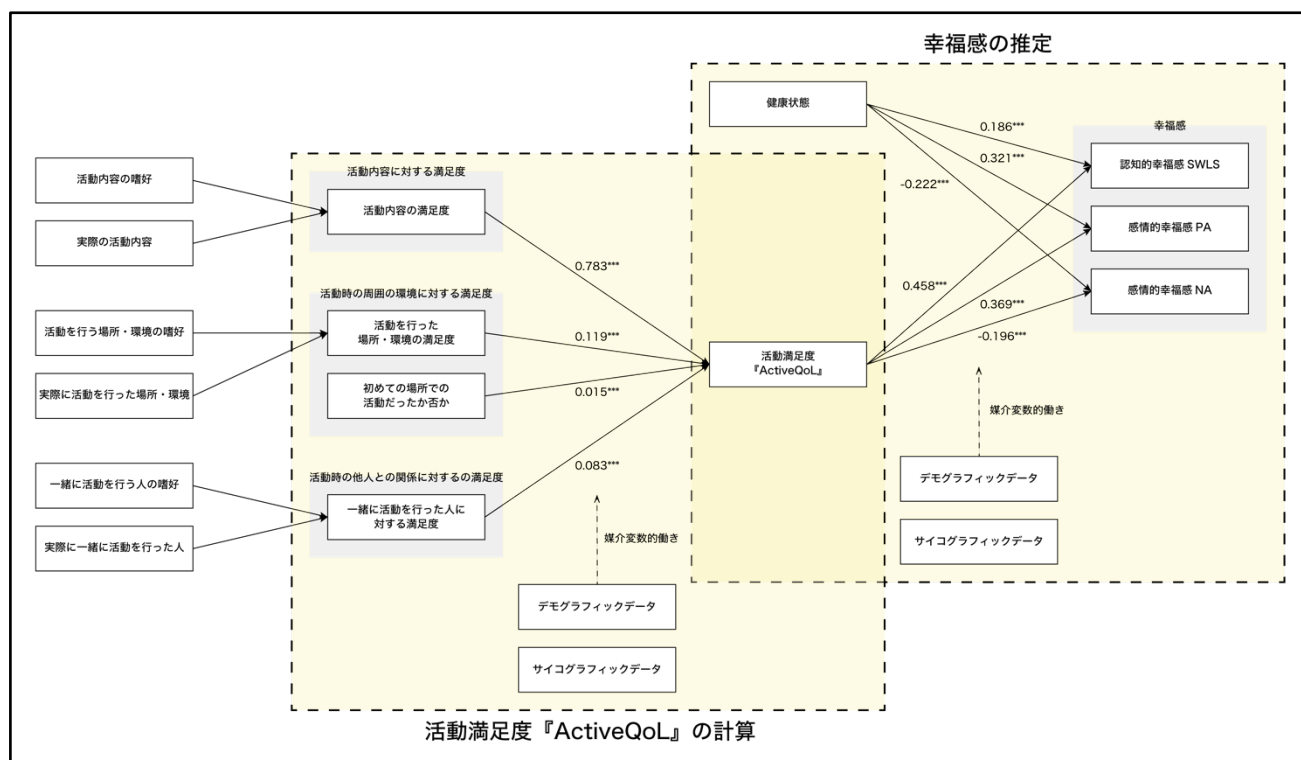 幸福感の推定
健康状態
0.186***
0.321***
-0.222***
幸福感
認知的幸福感 SWLS
感情的幸福感 PA
感情的幸福感 NA
活動内容の嗜好
実際の活動内容
活動内容に対する満足度
活動内容の満足度
0.783***
活動を行う場所・環境の嗜好
実際に活動を行った場所・環境
活動時の周囲の環境に対する満足度
活動を行った
場所・環境の満足度
初めての場所での
活動だったか否か
0.119***
0.015***
一緒に活動を行う人の嗜好
実際に一緒に活動を行った人
活動時の他人との関係に対するの満足度
一緒に活動を行った人に
対する満足度
0.083***
活動満足度
『ActiveQoL』
0.458***
0.369***
-0.196***
媒介変数的働き
デモグラフィックデータ
サイコグラフィックデータ
媒介変数的働き
デモグラフィックデータ
サイコグラフィックデータ
活動満足度『ActiveQoL』の計算